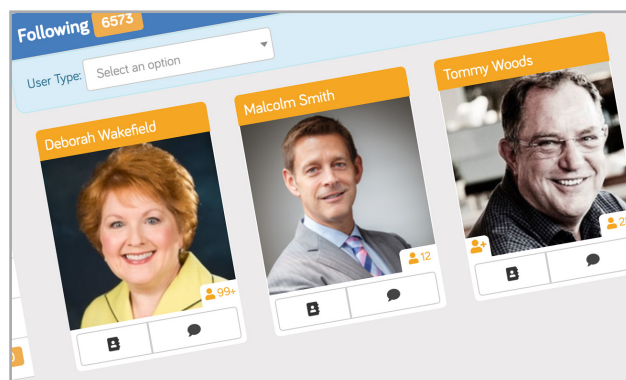 Following 6573
User Type: Select an option
Deborah Wakefield
Malcolm Smith
Tommy Woods
99+
12